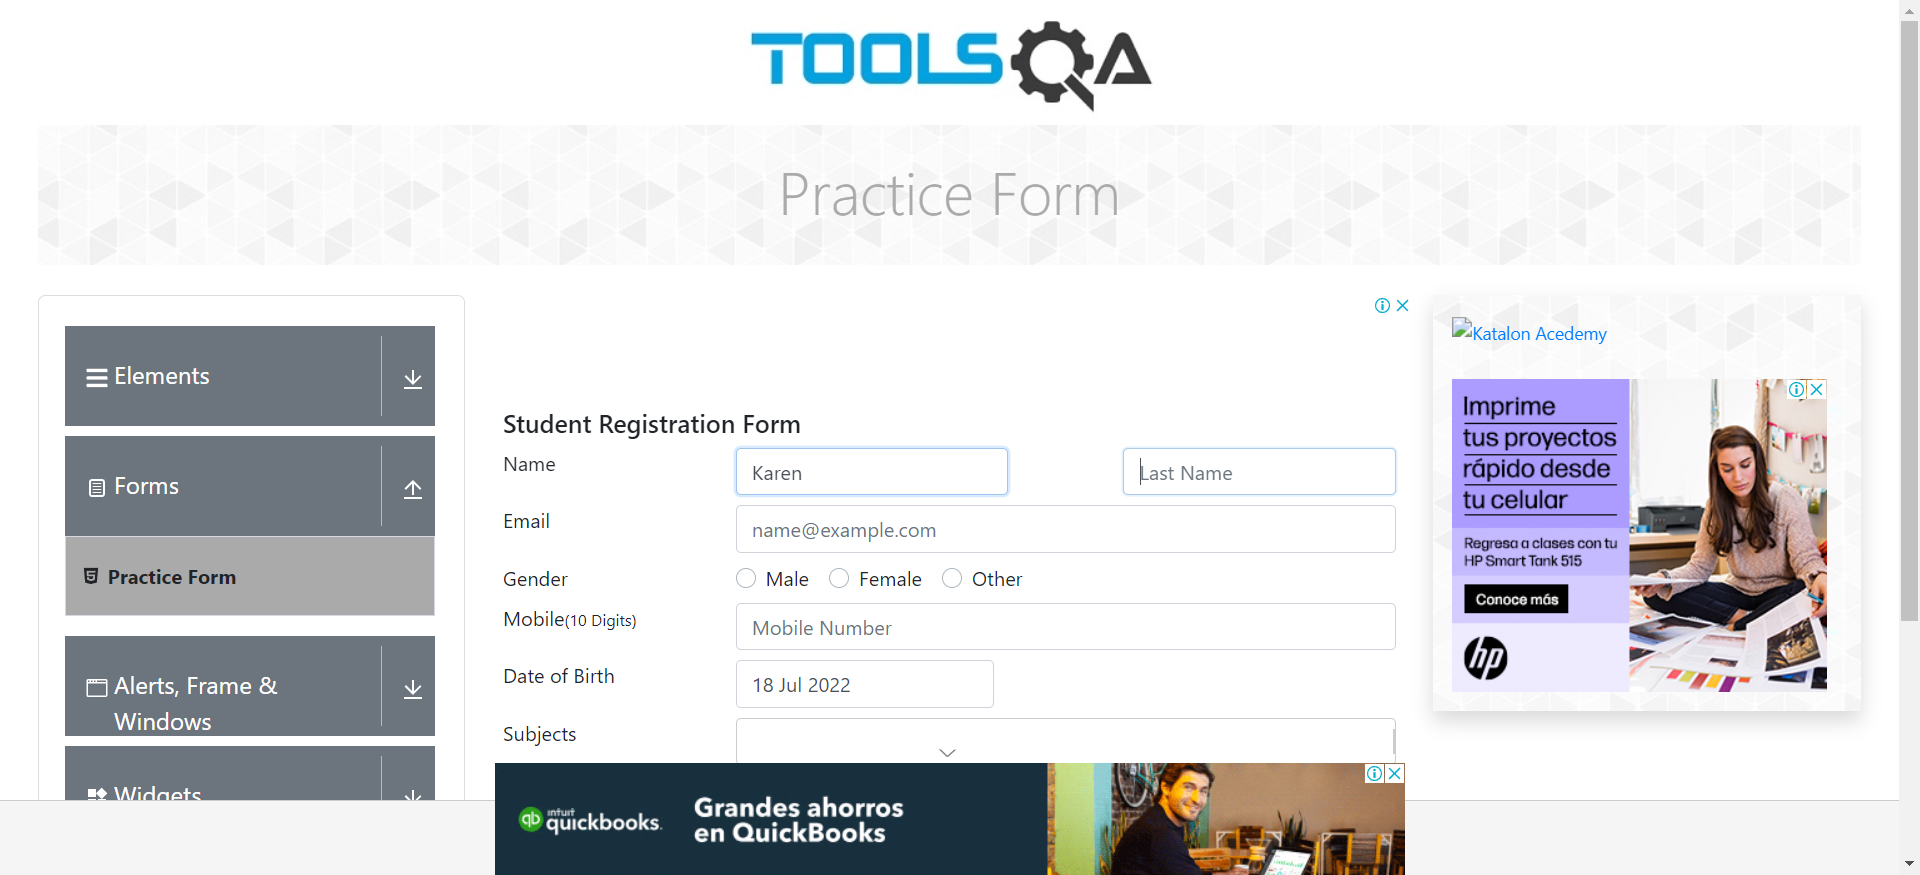 TOOLSQA
Practice Form
Elements
Forms
Practice Form
Alerts, Frame &
Windows
Widgets
Student Registration Form
Name
Karen
Last Name
Email
name@example.com
Gender
Male
Female
Other
Mobile(10 Digits)
Mobile Number
Date of Birth
18 Jul 2022
Subjects
Katalon Acedemy
Imprime
tus proyectos
rápido desde
tu celular
Regresa a clases con tu
HP Smart Tank 515
Conoce más
hp
qb
intuit
quickbooks.
Grandes ahorros
en QuickBooks